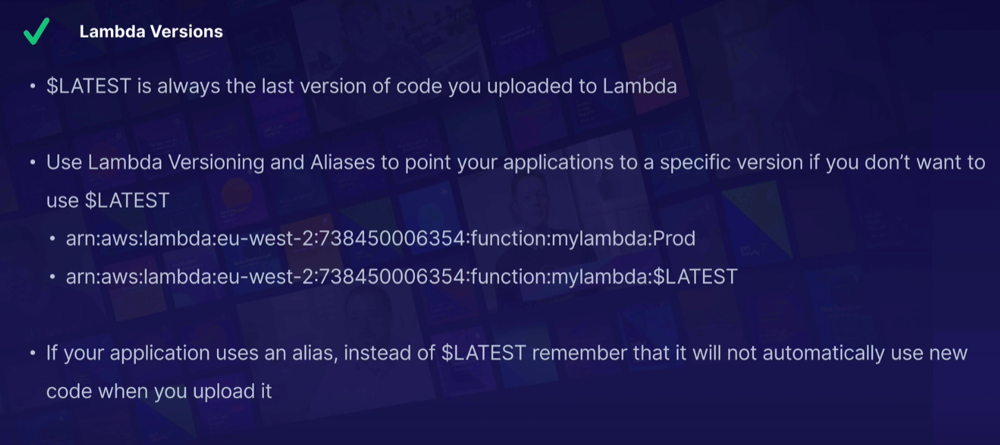 Lambda Versions
• $LATEST is always the last version of code you uploaded to Lambda
• Use Lambda Versioning and Aliases to point your applications to a specific version if you don’t want to
use $LATEST
• arn:aws:lambda:eu-west-2:738450006354:function:mylambda:Prod
• arn:aws:lambda:eu-west-2:738450006354:function:mylambda:$LATEST
• If your application uses an alias, instead of $LATEST remember that it will not automatically use new
code when you upload it